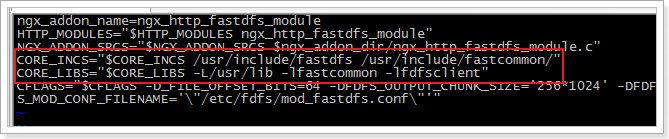 ngx_addon_name=ngx_http_fastdfs_module
HTTP_MODULES="$HTTP_MODULES ngx_http_fastdfs_module"
NGX_ADDON_SRCS="$NGX_ADDON_SRCS $ngx_addon_dir/ngx_http_fastdfs_module.c"
CORE_INCS="$CORE_INCS /usr/include/fastdfs /usr/include/fastcommon/"
CORE_LIBS="$CORE_LIBS -L/usr/lib -lfastcommon -lfdfsclient"
CFLAGS="$CFLAGS -D_FILE_OFFSET_BITS=64 -DFDFS_OUTPUT_CHUNK_SIZE='256*1024' -DFDF
S_MOD_CONF_FILENAME='\"/etc/fdfs/mod_fastdfs.conf\"'"
~